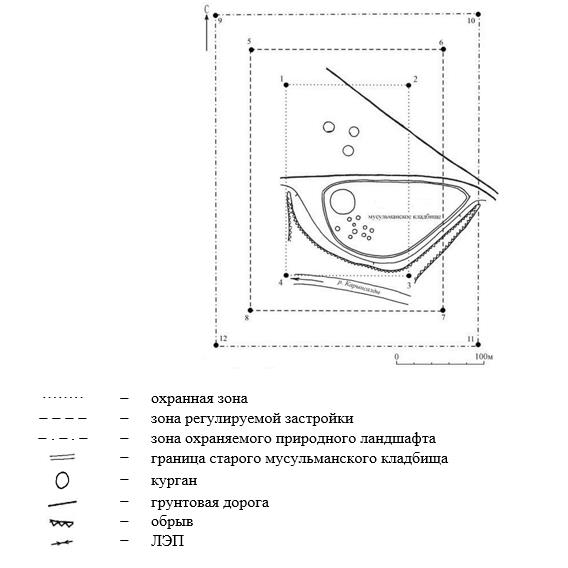 С
9
10
5
6
1
2
мусульманское кладбище
4
3
р. Карынсалды
8
7
12
11
0
100м
– охранная зона
– зона регулируемой застройки
– зона охраняемого природного ландшафта
– граница старого мусульманского кладбища
– курган
– грунтовая дорога
– обрыв
– ЛЭП